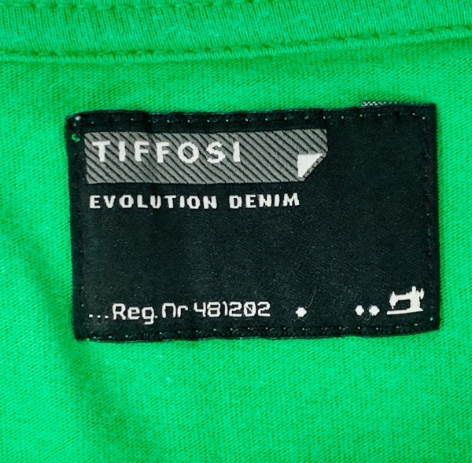 TIFFOSI
EVOLUTION DENIM
...Reg.Nr 481202